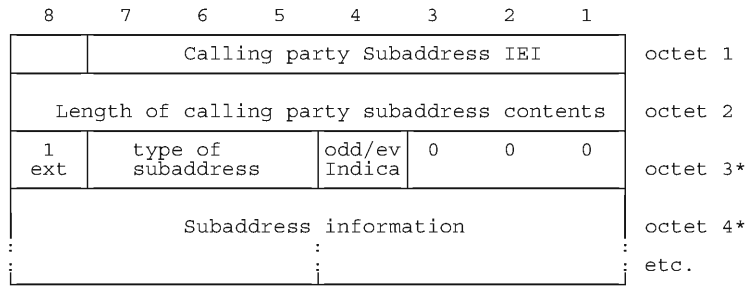 8 7 6 5 4 3 2 1
Calling party Subaddress IEI octet 1
Length of calling party subaddress contents octet 2
1 type of odd/ev 0 0 0
ext subaddress Indica octet 3*
Subaddress information octet 4*
: : :
: : : etc.